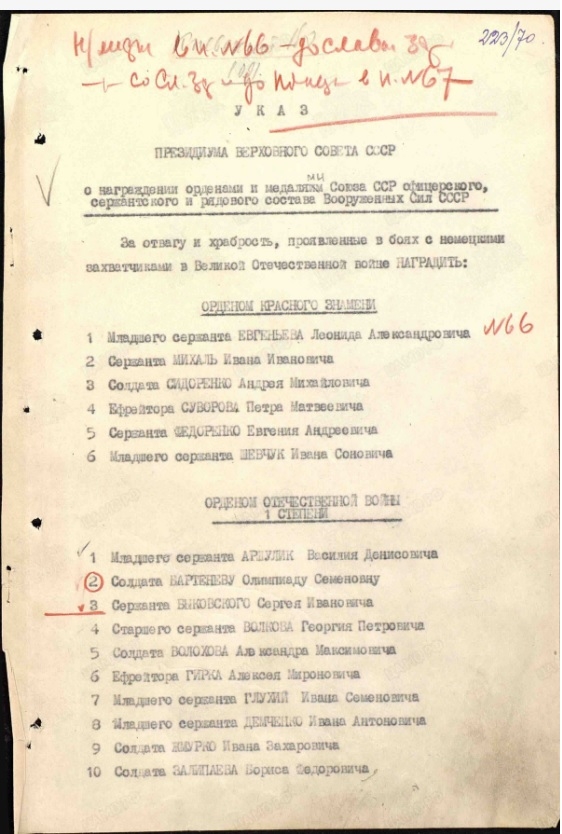 223/70.
в п. №66 –
в п. №67
У К А З
ПРЕЗИДИУМА ВЕРХОВНОГО СОВЕТА СССР
ми
о награждении орденами и медалями Союза ССР офицерского,
сержантского и рядового состава Вооруженных Сил СССР
За отвагу и храбрость, проявленные в боях с немецкими
захватчиками в Великой Отечественной войне НАГРАДИТЬ:
ОРДЕНОМ КРАСНОГО ЗНАМЕНИ
1 Младшего сержанта ЕВГЕНЬЕВА Леонида Александровича №66
2 Сержанта МИХАЛЬ Ивана Ивановича
3 Солдата СИДОРЕНКО Андрея Михайловича
4 Ефрейтора СУВОРОВА Петра Матвеевича
5 Сержанта ФЕДОРЕНКО Евгения Андреевича
6 Младшего сержанта ШЕВЧУК Ивана Соновича
ОРДЕНОМ ОТЕЧЕСТВЕННОЙ ВОЙНЫ
1 СТЕПЕНИ
1 Младшего сержанта Василия Денисовича
2 Солдата БАРТЕНЕВУ Олимпиаду Семеновну
3 Сержанта БЫКОВСКОГО Сергея Ивановича
4 Старшего сержанта ВОЛКОВА Георгия Петровича
5 Солдата ВОЛОХОВА Александра Максимовича
6 Ефрейтора ГИРКА Алексея Мироновича
7 Младшего сержанта ГЛУХИЙ Ивана Семеновича
8 Младшего сержанта ДЕМЧЕНКО Ивана Антоновича
9 Солдата ЖМУРКО Ивана Захаровича
10 Солдата ЗАЛИПАЕВА Бориса Федоровича